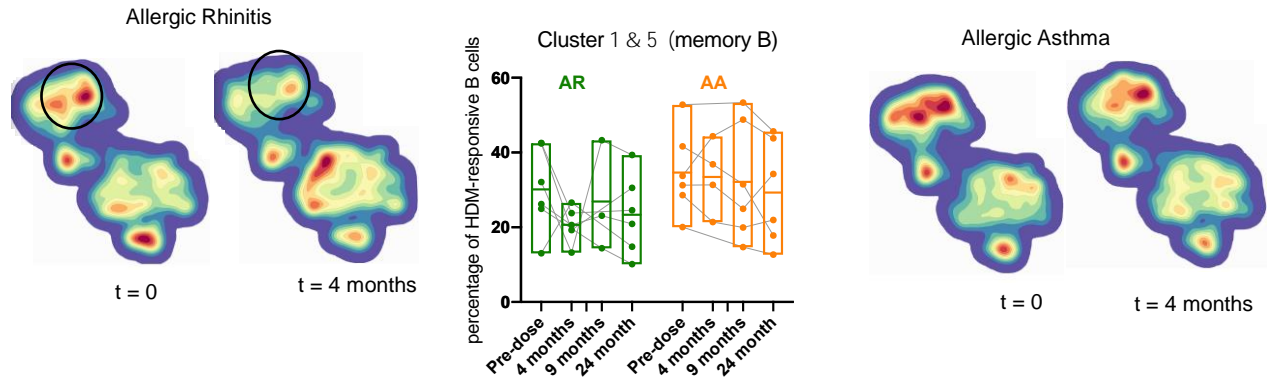 Allergic Rhinitis
t = 0
t = 4 months
Cluster 1 & 5 (memory B)
percentage of HDM-responsive B cells
60
40
20
0
AR
AA
Pre-dose
4 months
9 months
24 month
Pre-dose
4 months
9 months
24 month
Allergic Asthma
t = 0
t = 4 months